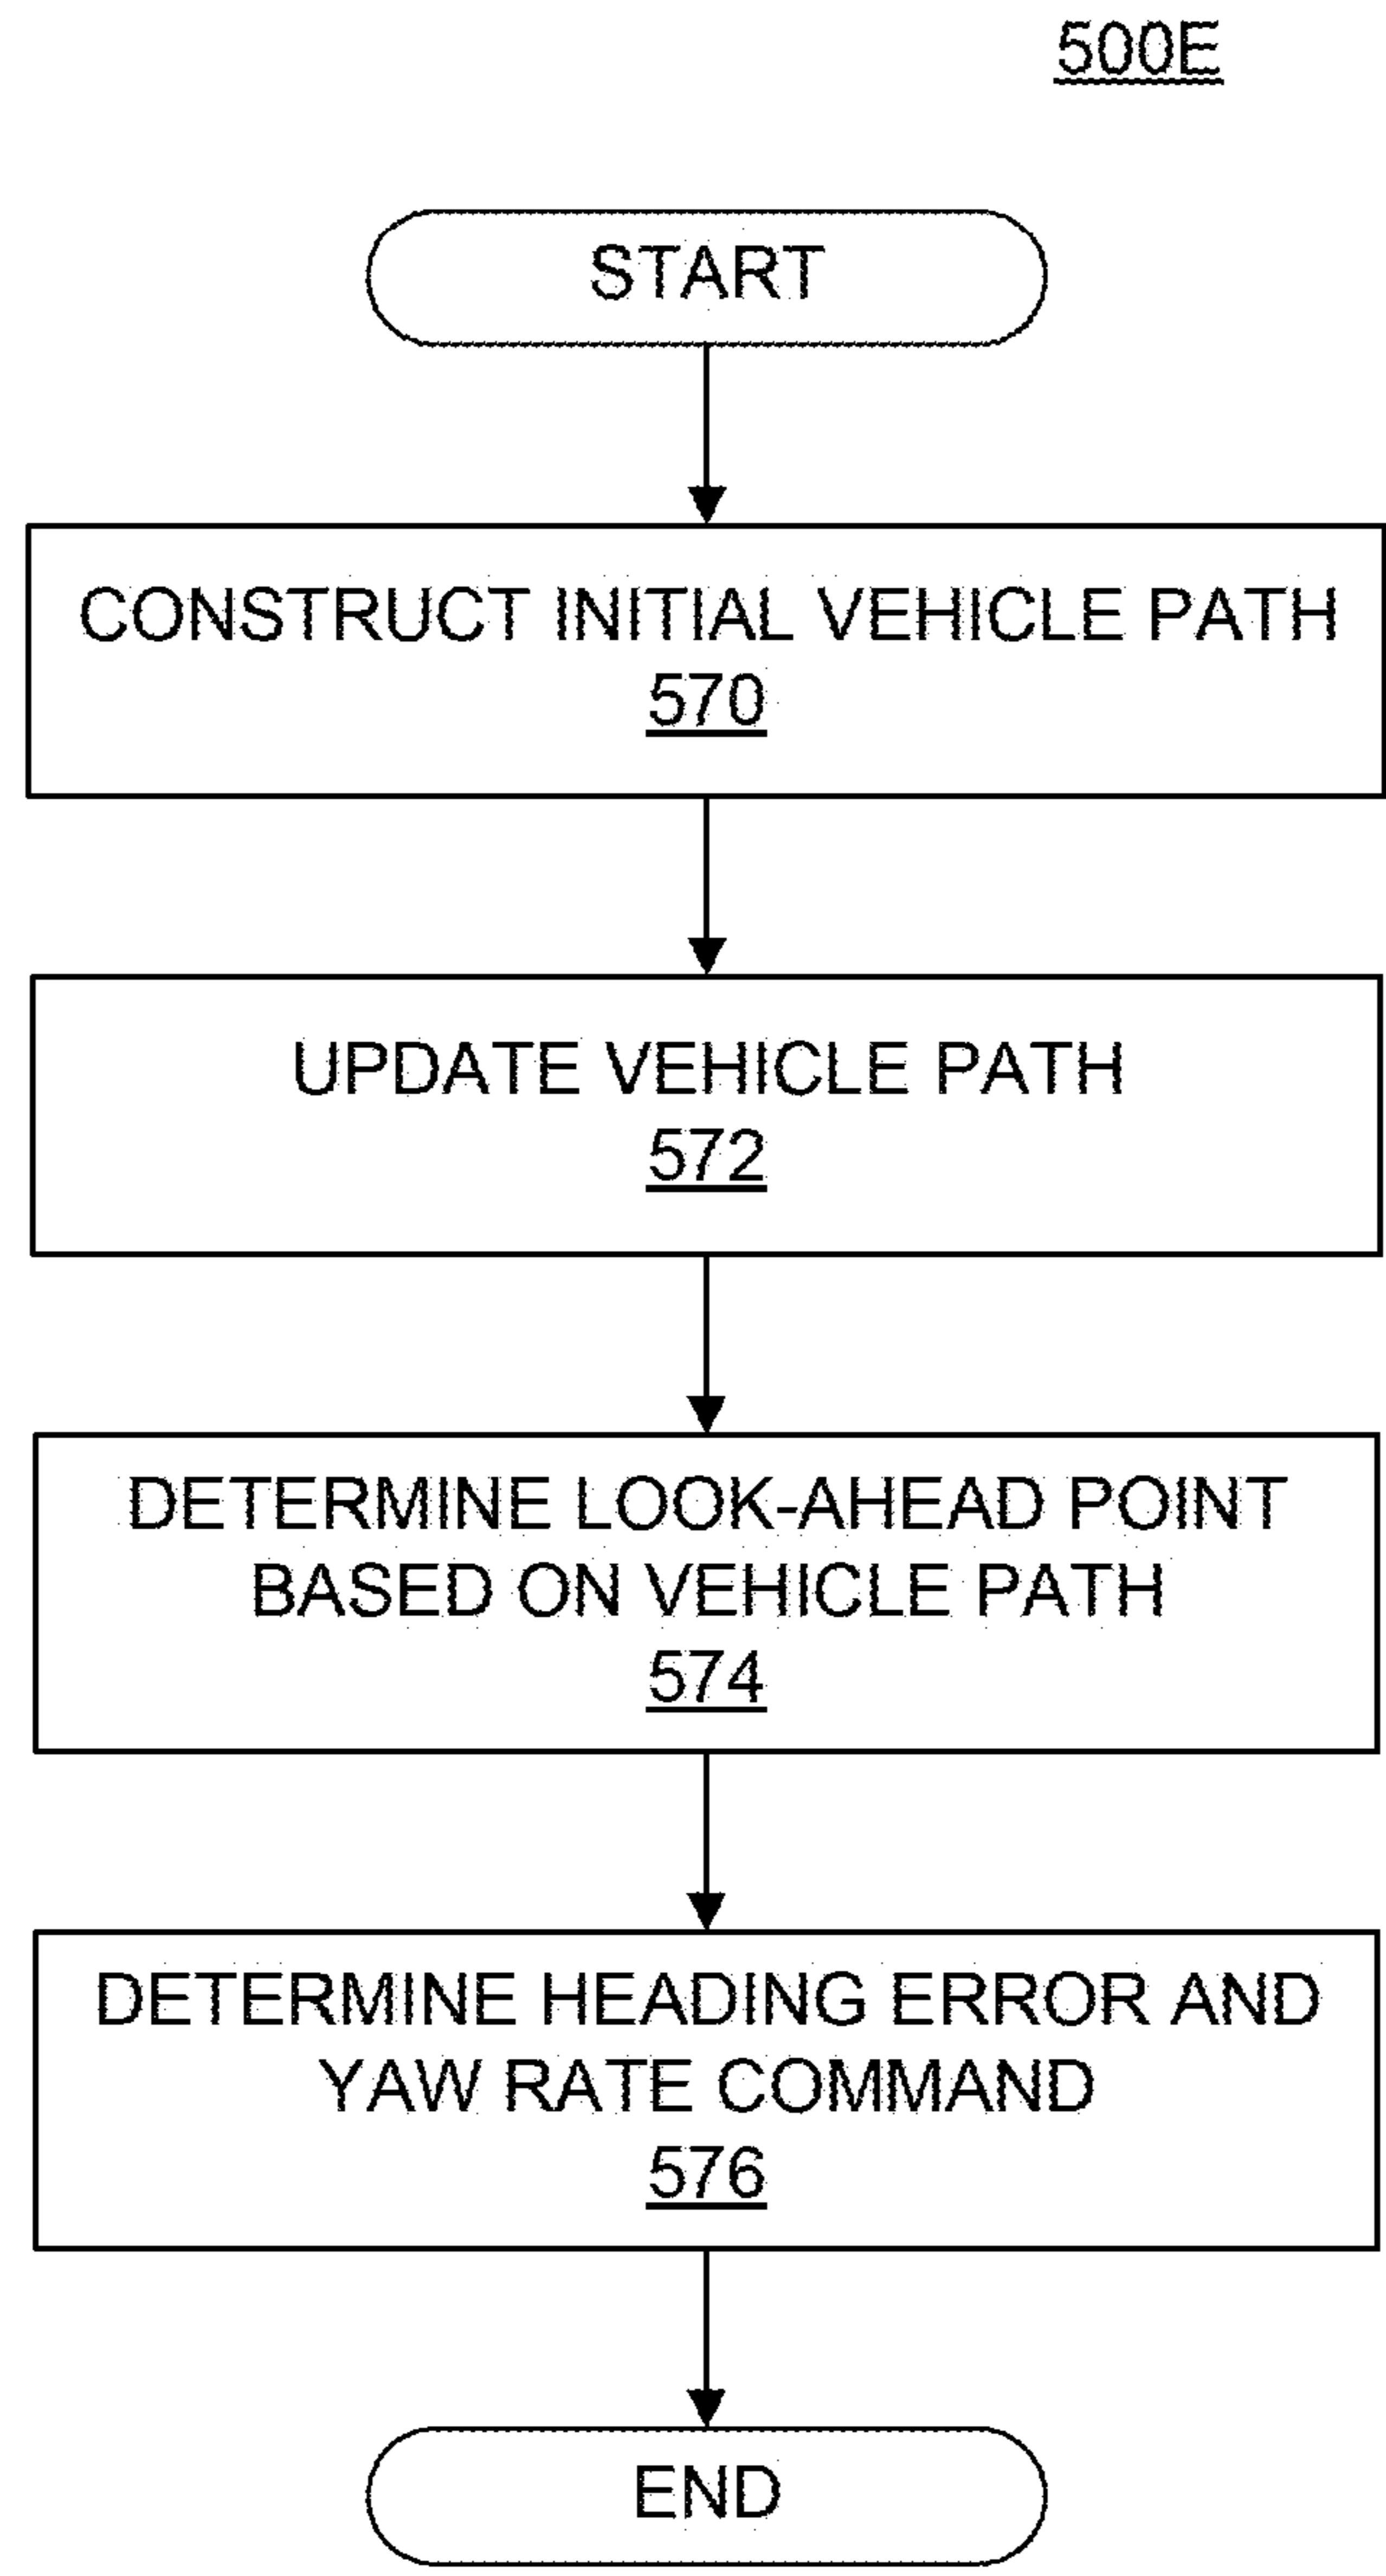 500E
START
CONSTRUCT INITIAL VEHICLE PATH
570
UPDATE VEHICLE PATH
572
DETERMINE LOOK-AHEAD POINT
BASED ON VEHICLE PATH
574
DETERMINE HEADING ERROR AND
YAW RATE COMMAND
576
END